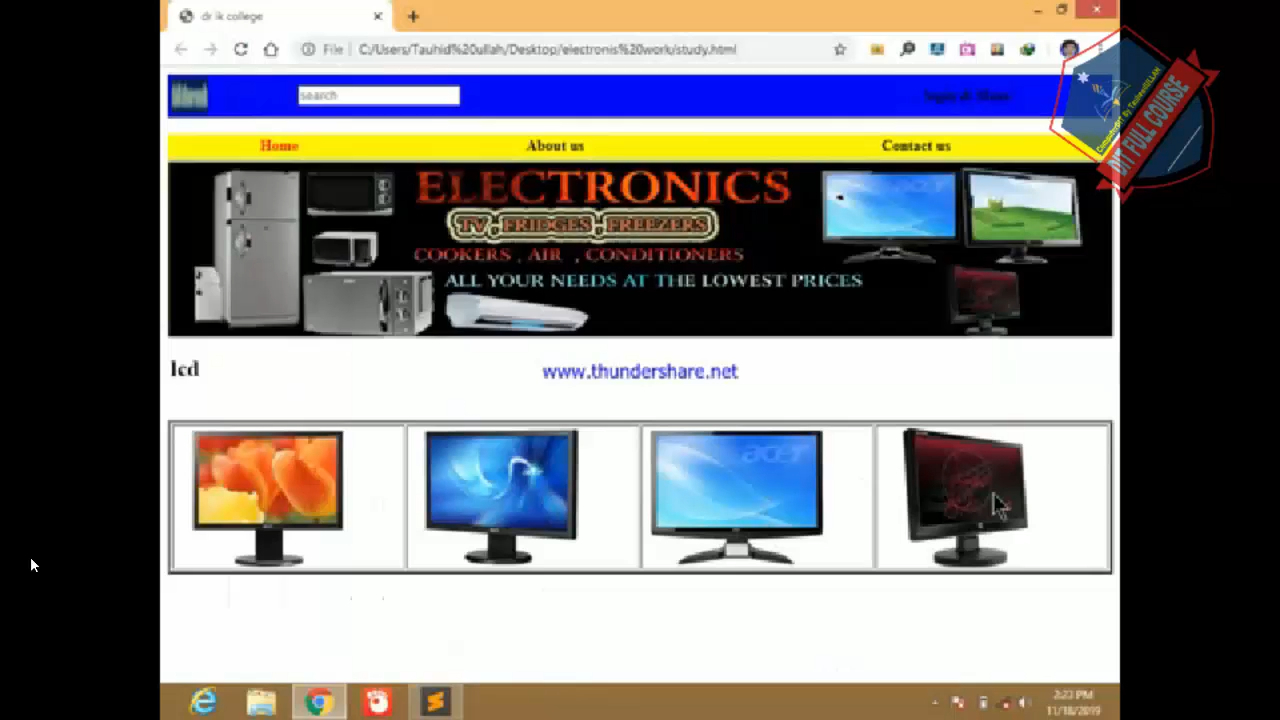 dr ik college
File | C:/Users/Tauhid%20ullah/Desktop/electronis%20work/study.html
search
Home About us Contact us
ELECTRONICS
TV . FRIDGES . FREEZERS
COOKERS , AIR , CONDITIONERS
ALL YOUR NEEDS AT THE LOWEST PRICES
acer
lcd
www.thundershare.net
acer
DIT FULL COURSE
2:23 PM
11/18/2019